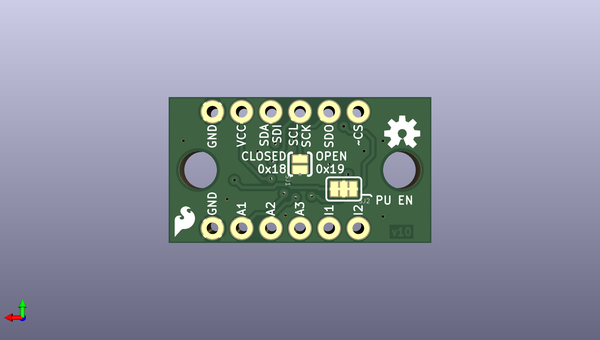 GND
VCC
SDA
SDI
SCL
SCK
SDO
~CS
CLOSED
0x18
OPEN
0x19
PU EN
GND
A1
A2
A3
I1
I2
v10